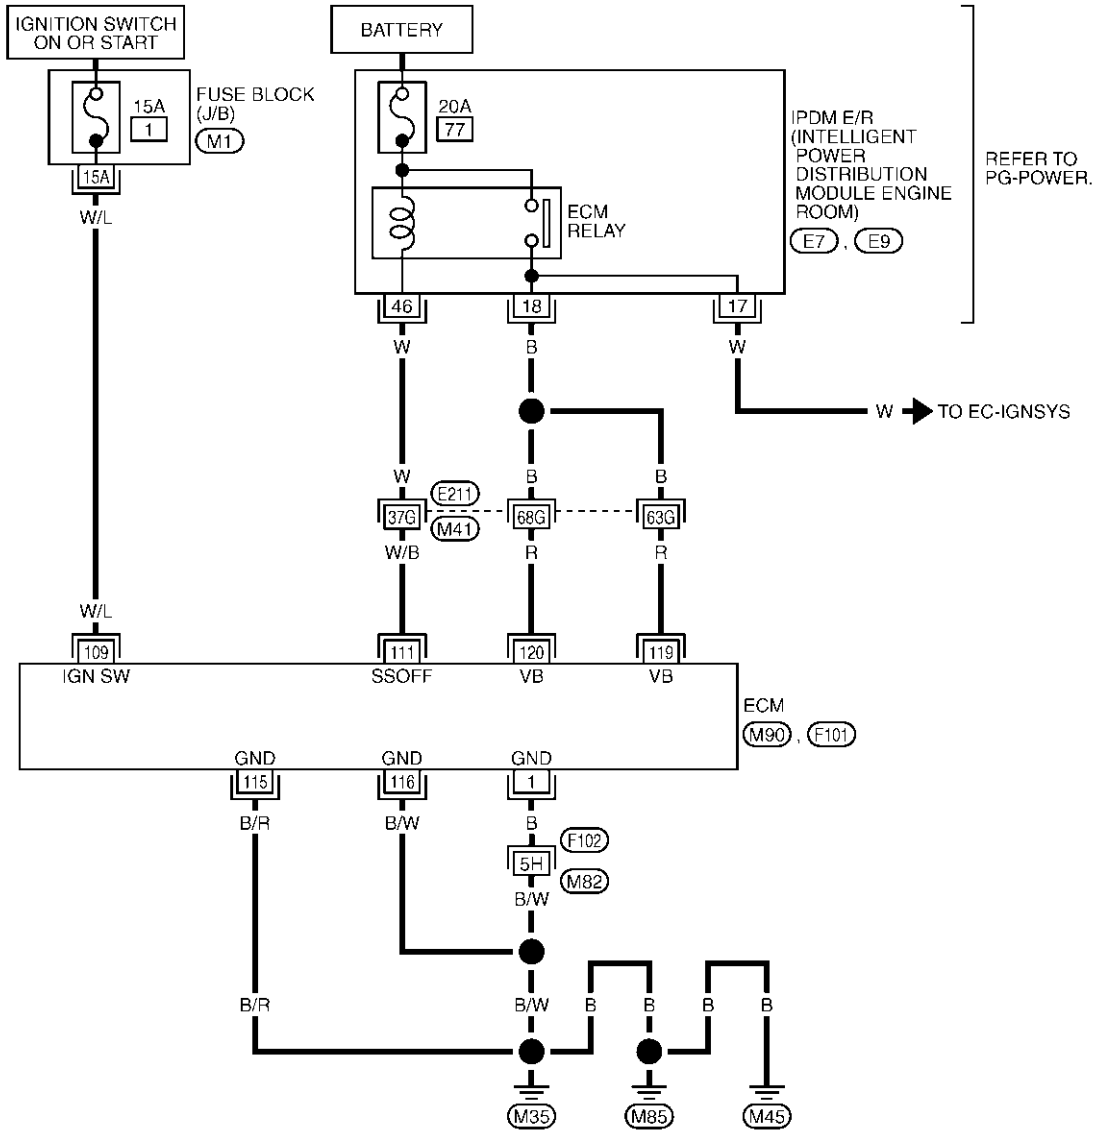 IGNITION SWITCH
ON OR START
BATTERY
15A
1
FUSE BLOCK
(J/B)
M1
20A
77
IPDM E/R
(INTELLIGENT
POWER
DISTRIBUTION
MODULE ENGINE
ROOM)
E7 , E9
REFER TO
PG-POWER.
15A
W/L
ECM
RELAY
46
18
17
W
B
W
W
TO EC-IGNSYS
W
B
B
37G
E211
M41
68G
63G
W/B
R
R
W/L
109
111
120
119
IGN SW
SSOFF
VB
VB
ECM
M90 , F101
GND
GND
GND
115
116
1
B/R
B/W
B
5H
F102
M82
B/W
B/R
B/W
B
B
B
B
M35
M85
M45